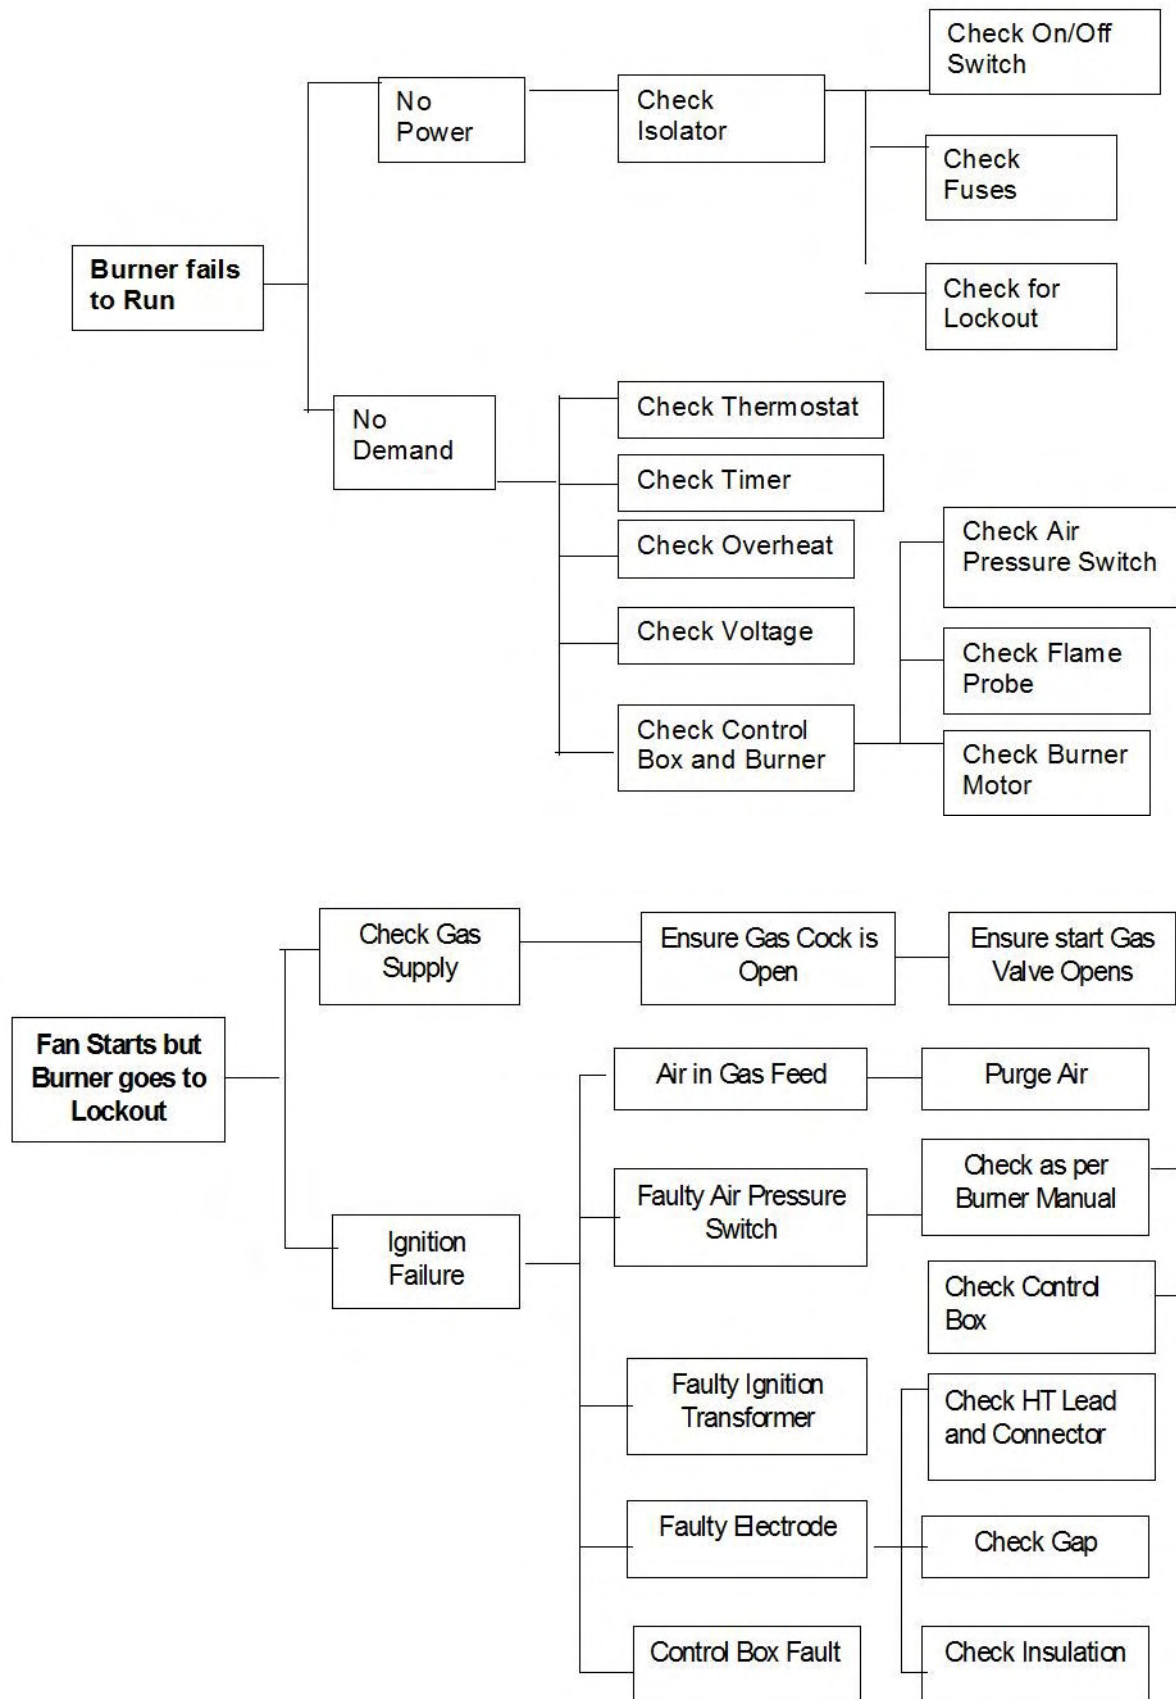 Check On/Off
Switch
No
Power
Check
Isolator
Check
Fuses
Burner fails
to Run
Check for
Lockout
No
Demand
Check Thermostat
Check Timer
Check Overheat
Check Voltage
Check Control
Box and Burner
Check Air
Pressure Switch
Check Flame
Probe
Check Burner
Motor
Check Gas
Supply
Ensure Gas Cock is
Open
Ensure start Gas
Valve Opens
Fan Starts but
Burner goes to
Lockout
Air in Gas Feed
Purge Air
Ignition
Failure
Faulty Air Pressure
Switch
Check as per
Burner Manual
Check Control
Box
Faulty Ignition
Transformer
Check HT Lead
and Connector
Faulty Electrode
Check Gap
Control Box Fault
Check Insulation